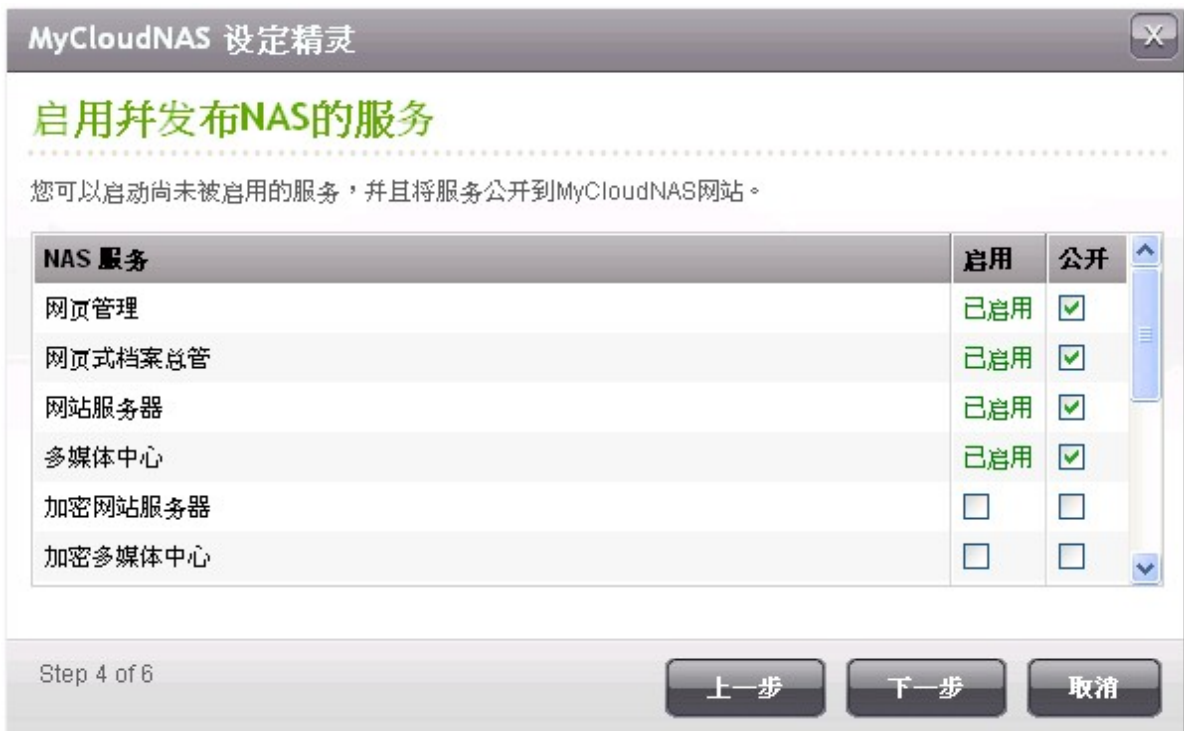 MyCloudNAS 设定精灵
X
启用并发布NAS的服务
您可以启动尚未被启用的服务，并且将服务公开到MyCloudNAS网站。
NAS 服务 启用 公开
网页管理 已启用
网页式档案总管 已启用
网站服务器 已启用
多媒体中心 已启用
加密网站服务器
加密多媒体中心
Step 4 of 6 上一步 下一步 取消